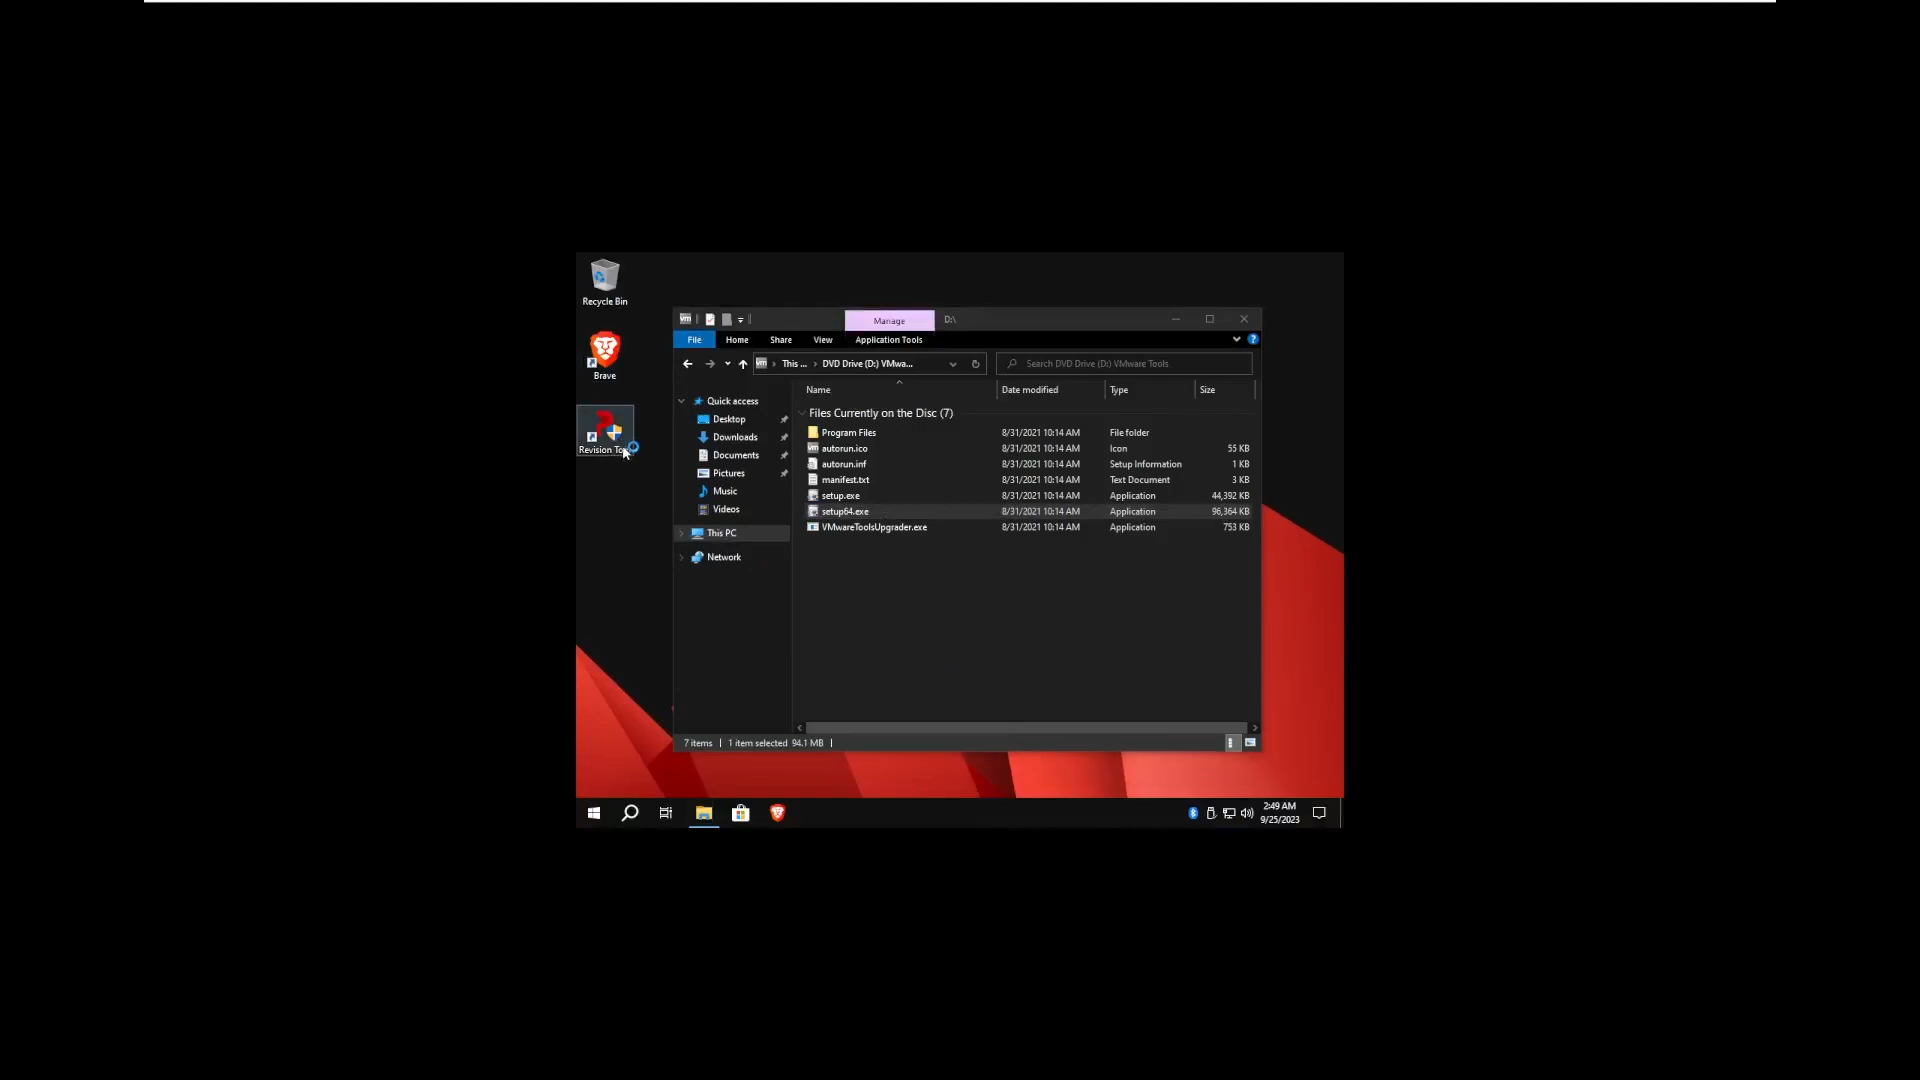 Recycle Bin
Brave
Revision To
Manage
D:\
File
Home
Share
View
Application Tools
This ...
DVD Drive (D:) VMwa...
Search DVD Drive (D:) VMware Tools
Quick access
Desktop
Downloads
Documents
Pictures
Music
Videos
This PC
Network
Name Date modified Type Size
Files Currently on the Disc (7)
Program Files 8/31/2021 10:14 AM File folder
autorun.ico 8/31/2021 10:14 AM Icon 55 KB
autorun.inf 8/31/2021 10:14 AM Setup Information 1 KB
manifest.txt 8/31/2021 10:14 AM Text Document 3 KB
setup.exe 8/31/2021 10:14 AM Application 44,392 KB
setup64.exe 8/31/2021 10:14 AM Application 96,364 KB
VMwareToolsUpgrader.exe 8/31/2021 10:14 AM Application 753 KB
7 items 1 item selected 94.1 MB
2:49 AM
9/25/2023